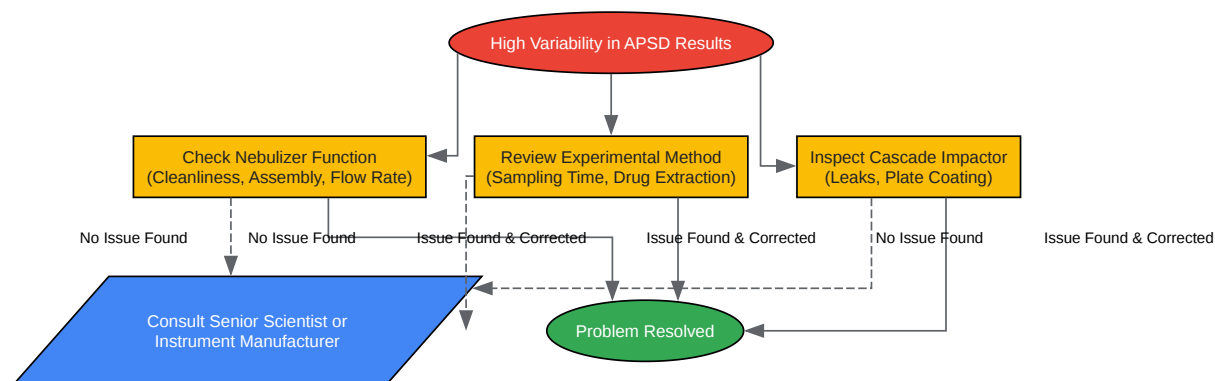 High Variability in APSD Results
Check Nebulizer Function
(Cleanliness, Assembly, Flow Rate)
Review Experimental Method
(Sampling Time, Drug Extraction)
Inspect Cascade Impactor
(Leaks, Plate Coating)
No Issue Found
No Issue Found
Issue Found & Corrected
Issue Found & Corrected
No Issue Found
Issue Found & Corrected
Consult Senior Scientist or
Instrument Manufacturer
Problem Resolved